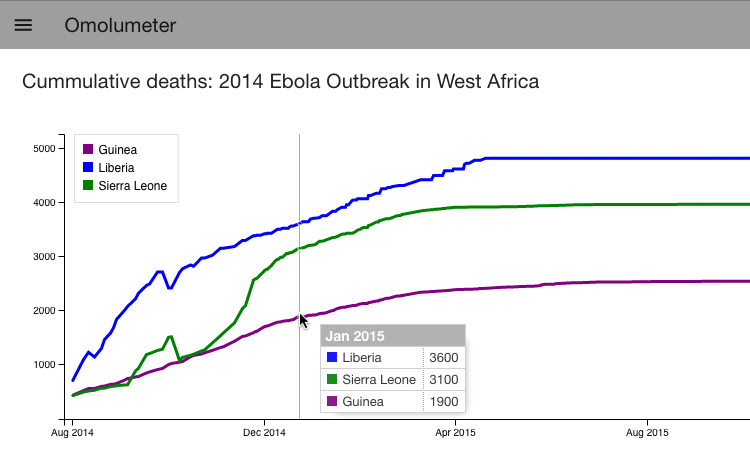 Omolumeter
Cummulative deaths: 2014 Ebola Outbreak in West Africa
5000
4000
3000
2000
1000
Guinea
Liberia
Sierra Leone
Jan 2015
Liberia 3600
Sierra Leone 3100
Guinea 1900
Aug 2014 Dec 2014 Apr 2015 Aug 2015